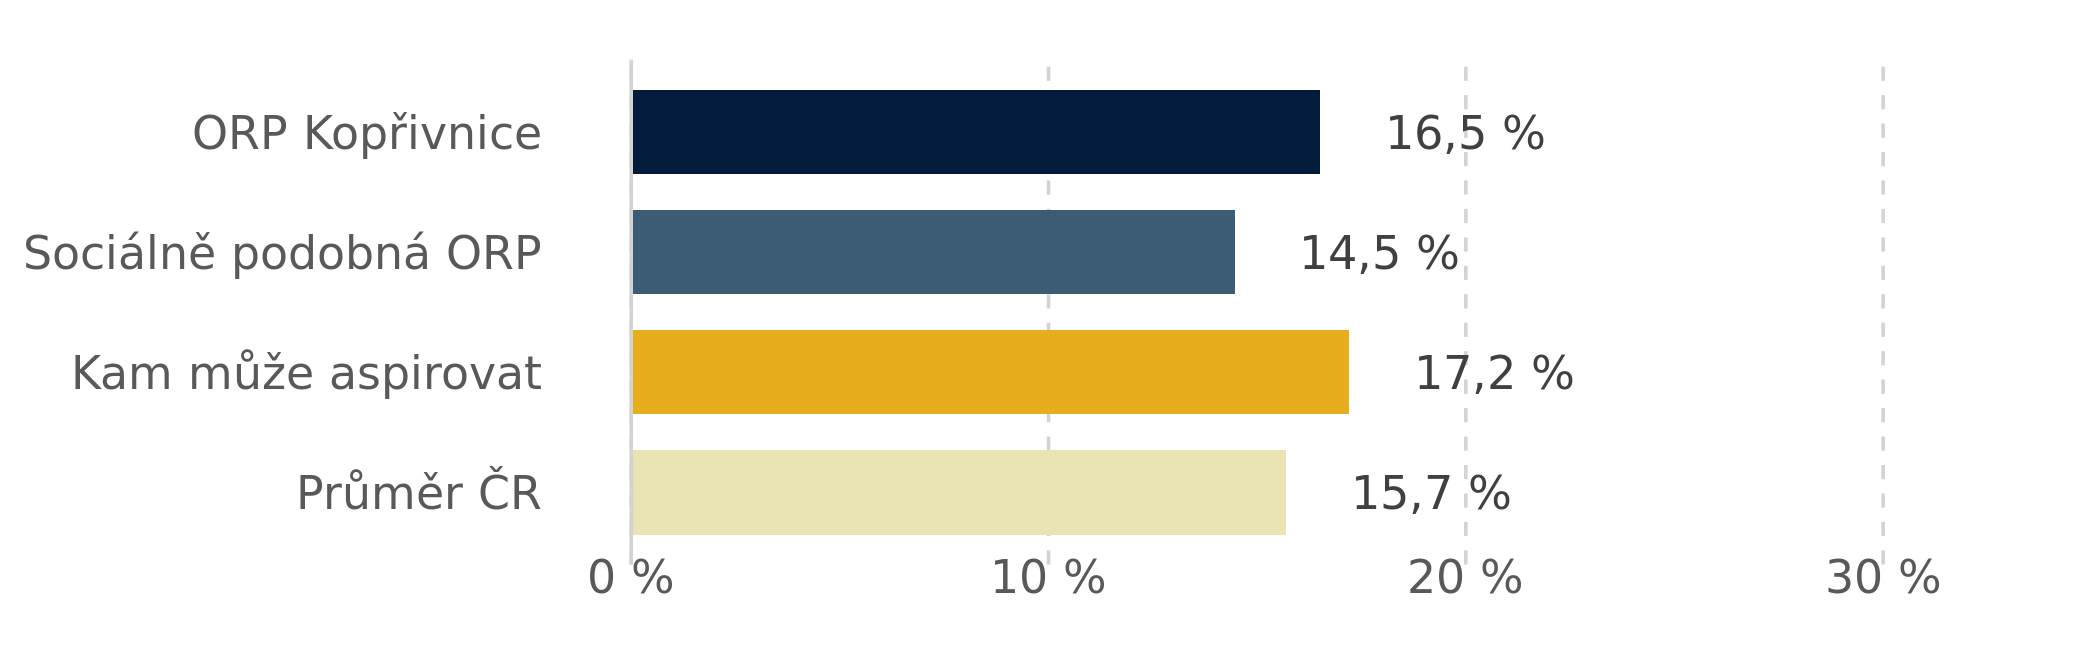 ORP Kopřivnice 16,5 %
Sociálně podobná ORP 14,5 %
Kam může aspirovat 17,2 %
Průměr ČR 15,7 %
0 % 10 % 20 % 30 %